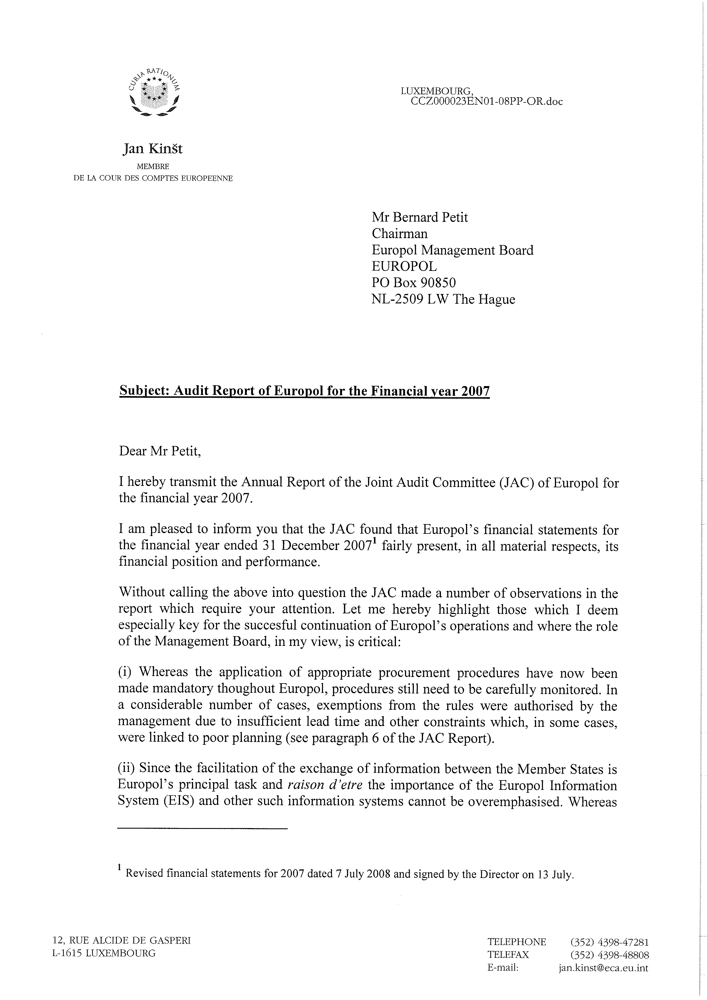 CURIA RATIONUM
LUXEMBOURG,
CCZ000023EN01-08PP-OR.doc
Jan Kinšt
MEMBRE
DE LA COUR DES COMPTES EUROPEENNE
Mr Bernard Petit
Chairman
Europol Management Board
EUROPOL
PO Box 90850
NL-2509 LW The Hague
Subject: Audit Report of Europol for the Financial year 2007
Dear Mr Petit,
I hereby transmit the Annual Report of the Joint Audit Committee (JAC) of Europol for
the financial year 2007.
I am pleased to inform you that the JAC found that Europol's financial statements for
the financial year ended 31 December 2007¹ fairly present, in all material respects, its
financial position and performance.
Without calling the above into question the JAC made a number of observations in the
report which require your attention. Let me hereby highlight those which I deem
especially key for the succesful continuation of Europol's operations and where the role
of the Management Board, in my view, is critical:
(i) Whereas the application of appropriate procurement procedures have now been
made mandatory thoughout Europol, procedures still need to be carefully monitored. In
a considerable number of cases, exemptions from the rules were authorised by the
management due to insufficient lead time and other constraints which, in some cases,
were linked to poor planning (see paragraph 6 of the JAC Report).
(ii) Since the facilitation of the exchange of information between the Member States is
Europol's principal task and raison d'etre the importance of the Europol Information
System (EIS) and other such information systems cannot be overemphasised. Whereas
¹ Revised financial statements for 2007 dated 7 July 2008 and signed by the Director on 13 July.
12, RUE ALCIDE DE GASPERI
L-1615 LUXEMBOURG
TELEPHONE (352) 4398-47281
TELEFAX (352) 4398-48808
E-mail: jan.kinst@eca.eu.int